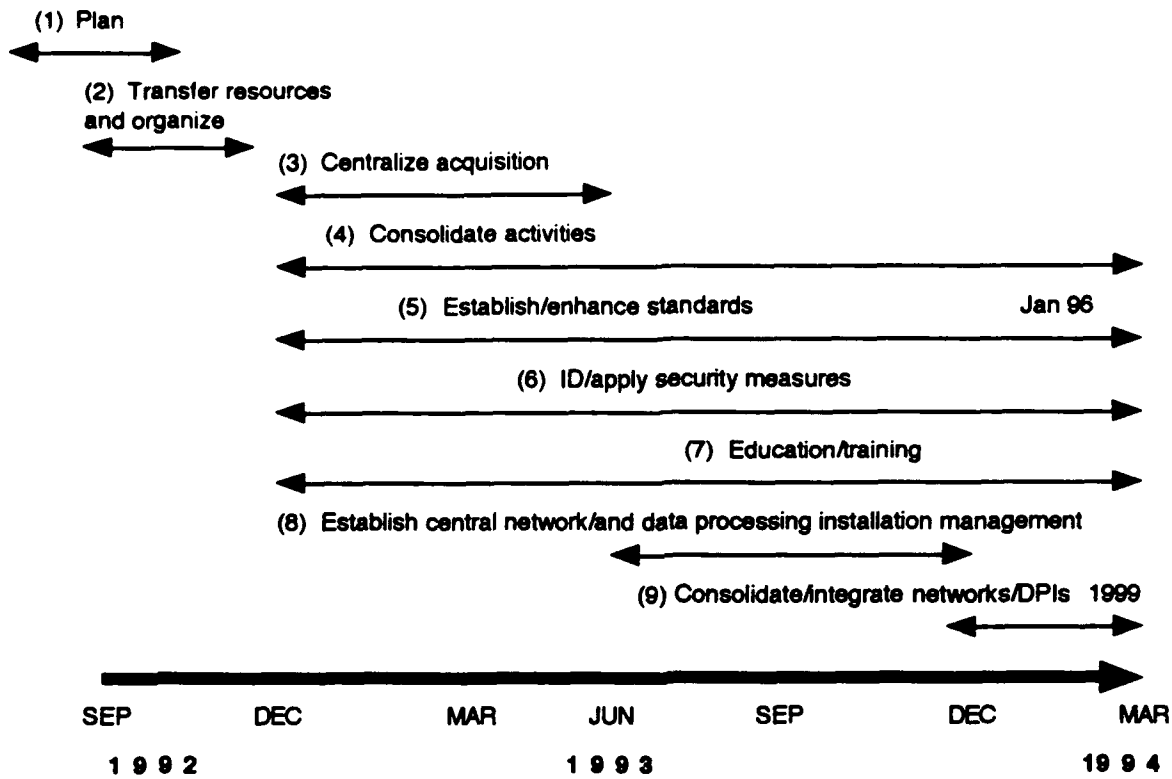 (1) Plan
(2) Transfer resources
and organize
(3) Centralize acquisition
(4) Consolidate activities
(5) Establish/enhance standards Jan 96
(6) ID/apply security measures
(7) Education/training
(8) Establish central network/and data processing installation management
(9) Consolidate/integrate networks/DPIs 1999
SEP DEC MAR JUN SEP DEC MAR
1992 1993 1994